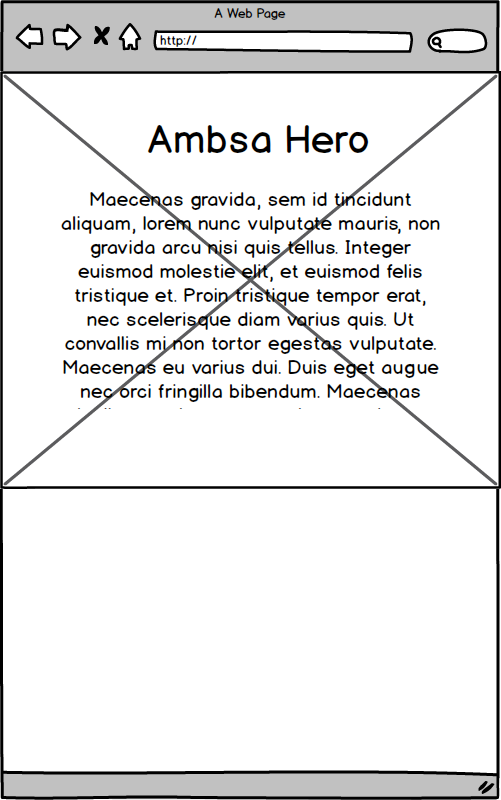 A Web Page
http://
Ambsa Hero
Maecenas gravida, sem id tincidunt
aliquam, lorem nunc vulputate mauris, non
gravida arcu nisi quis tellus. Integer
euismod molestie elit, et euismod felis
tristique et. Proin tristique tempor erat,
nec scelerisque diam varius quis. Ut
convallis mi non tortor egestas vulputate.
Maecenas eu varius dui. Duis eget augue
nec orci fringilla bibendum. Maecenas